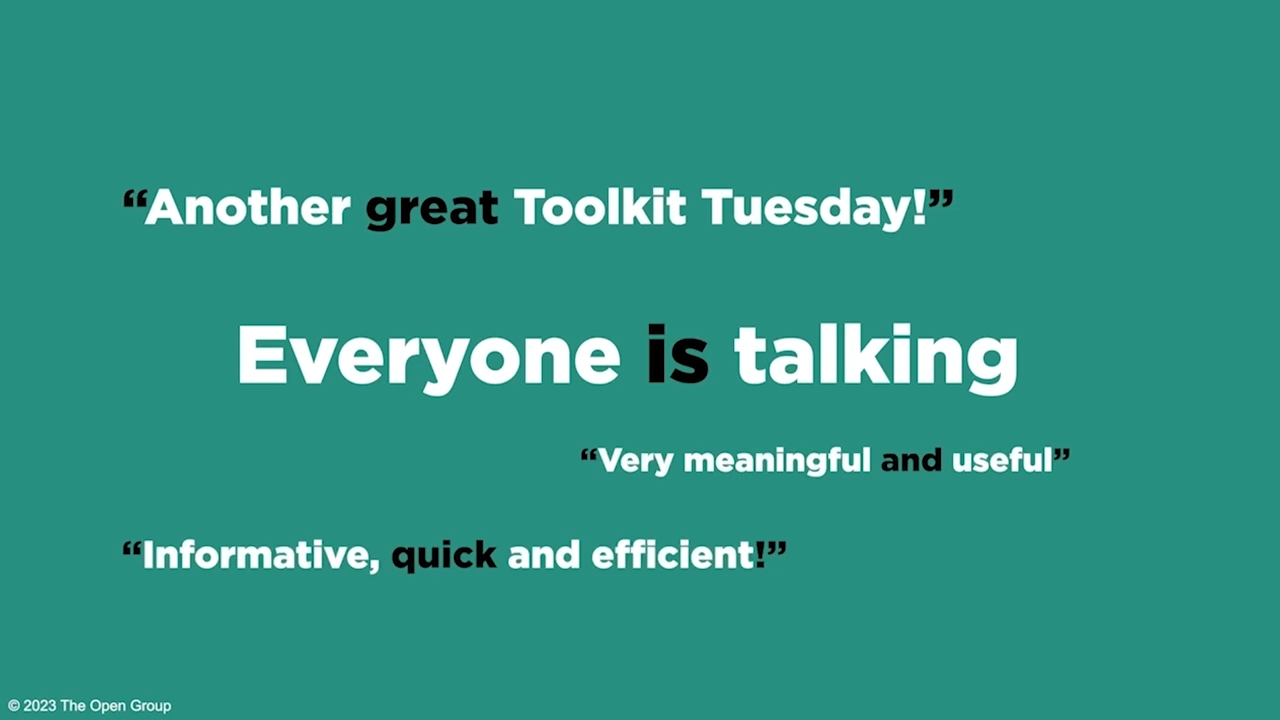 “Another great Toolkit Tuesday!”
Everyone is talking
“Very meaningful and useful”
“Informative, quick and efficient!”
© 2023 The Open Group